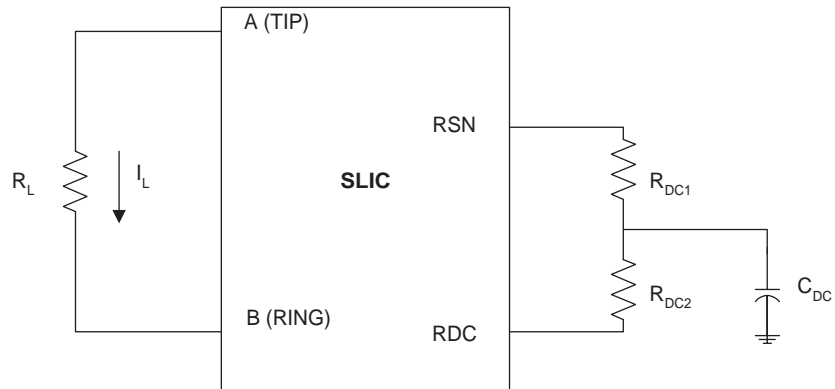 A (TIP)
RSN
SLIC
R_L
I_L
R_DC1
R_DC2
C_DC
B (RING)
RDC